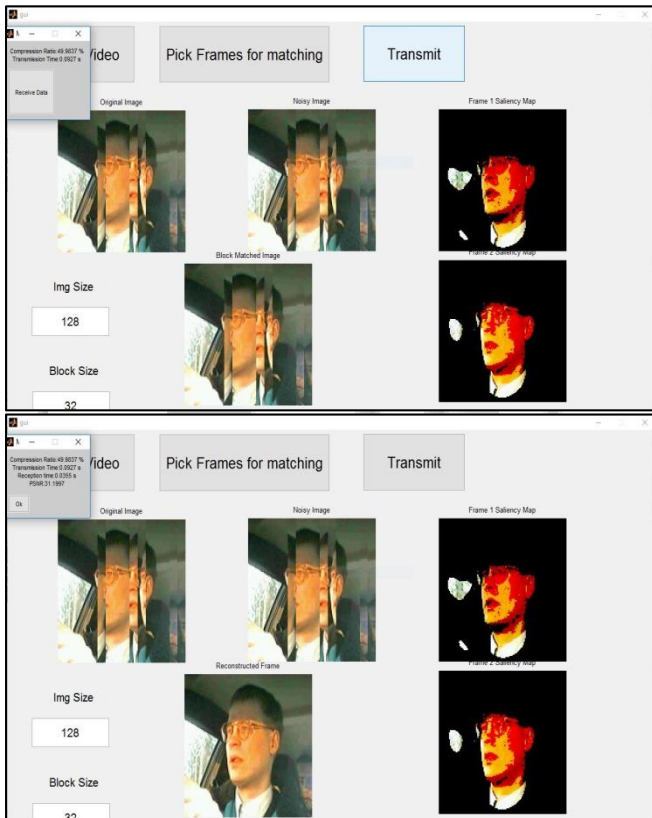 gui
Compression Ratio:49.9837 %
Transmission Time:0.0927 s
Receive Data
Video
Pick Frames for matching
Transmit
Original Image
Noisy Image
Frame 1 Saliency Map
Block Matched Image
Frame 2 Saliency Map
Img Size
128
Block Size
32
gui
Compression Ratio:49.9837 %
Transmission Time:0.0927 s
Reception time:0.0395 s
PSNR:31.1997
Ok
Video
Pick Frames for matching
Transmit
Original Image
Noisy Image
Frame 1 Saliency Map
Reconstructed Frame
Frame 2 Saliency Map
Img Size
128
Block Size
32